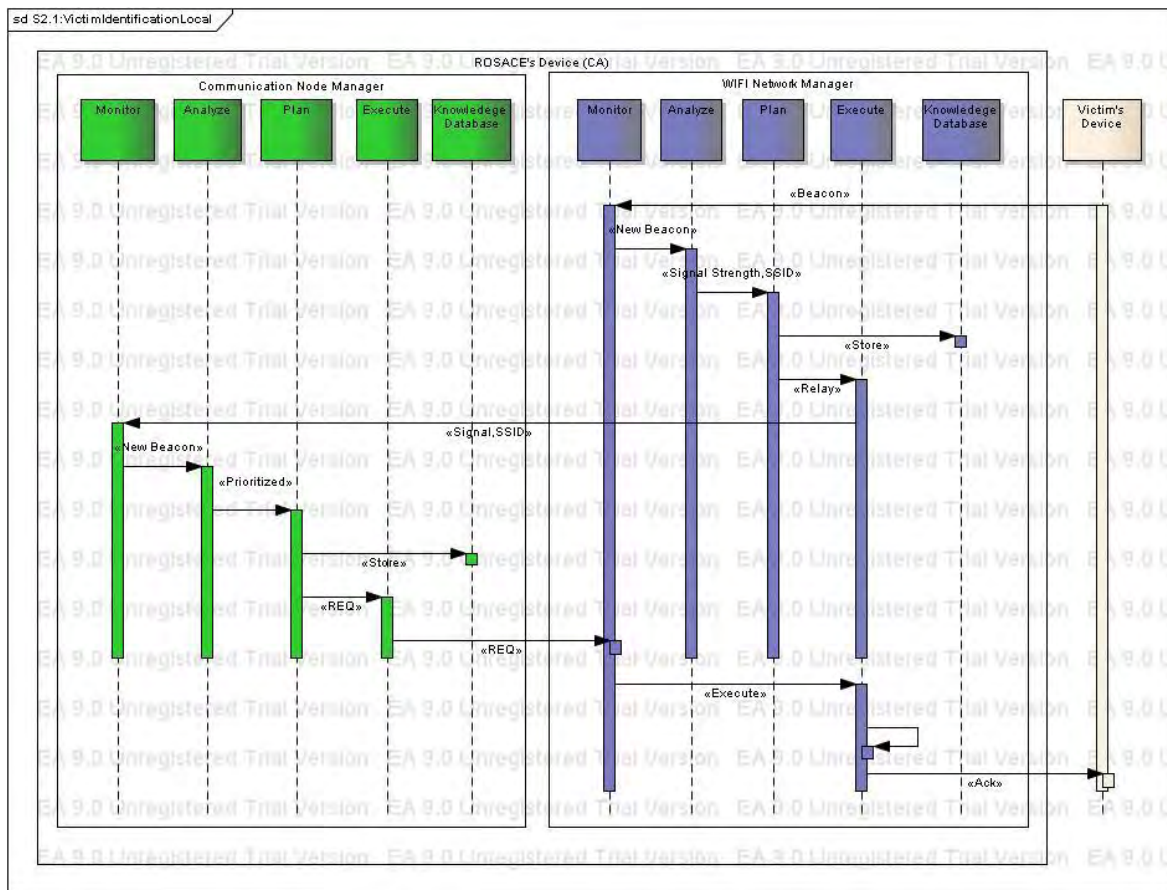 sd S2.1:VictimIdentificationLocal
ROSACE's Device (CA)
Communication Node Manager
WIFI Network Manager
Monitor
Analyze
Plan
Execute
Knowledege
Database
Monitor
Analyze
Plan
Execute
Knowledege
Database
Victim's
Device
«Beacon»
«New Beacon»
«Signal Strength,SSID»
«Store»
«Relay»
«Signal,SSID»
«New Beacon»
«Prioritized»
«Store»
«REQ»
«REQ»
«Execute»
«Ack»
EA 9.0 Unregistered Trial Version